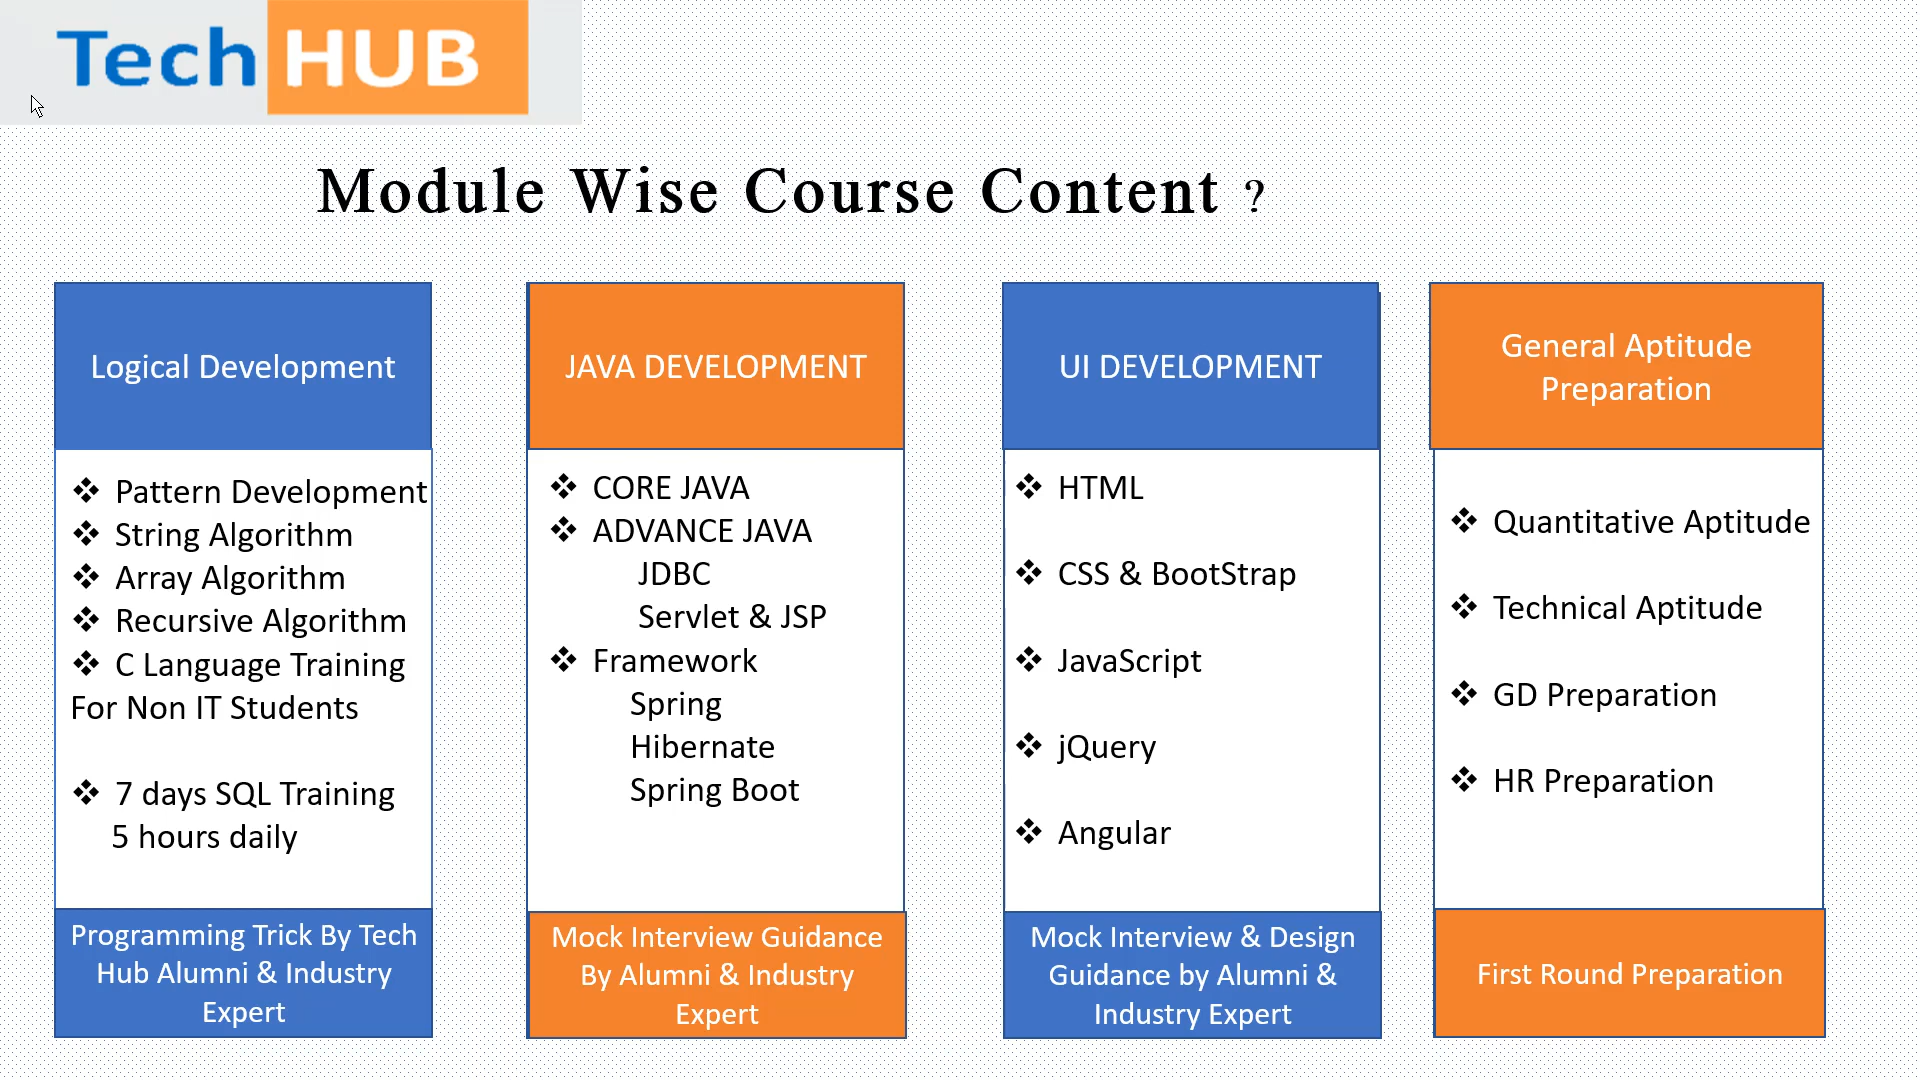 Tech HUB
Module Wise Course Content ?
Logical Development
❖ Pattern Development
❖ String Algorithm
❖ Array Algorithm
❖ Recursive Algorithm
❖ C Language Training
For Non IT Students
❖ 7 days SQL Training
5 hours daily
Programming Trick By Tech
Hub Alumni & Industry
Expert
JAVA DEVELOPMENT
❖ CORE JAVA
❖ ADVANCE JAVA
JDBC
Servlet & JSP
❖ Framework
Spring
Hibernate
Spring Boot
Mock Interview Guidance
By Alumni & Industry
Expert
UI DEVELOPMENT
❖ HTML
❖ CSS & BootStrap
❖ JavaScript
❖ jQuery
❖ Angular
Mock Interview & Design
Guidance by Alumni &
Industry Expert
General Aptitude
Preparation
❖ Quantitative Aptitude
❖ Technical Aptitude
❖ GD Preparation
❖ HR Preparation
First Round Preparation